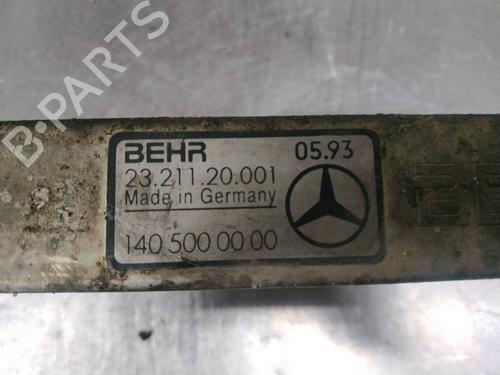 B-PARTS
BEHR 05.93
23.211.20.001
Made in Germany
140 500 00 00